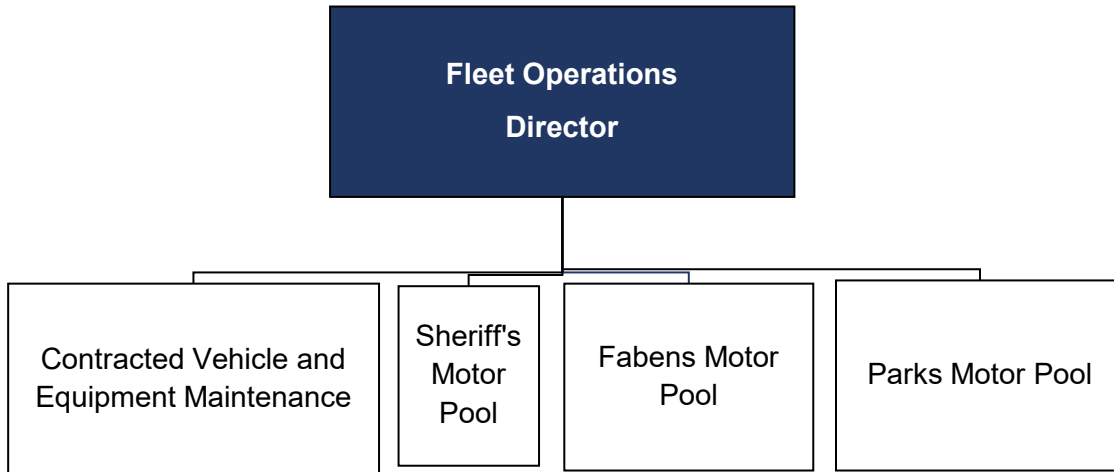 Fleet Operations
Director
Contracted Vehicle and
Equipment Maintenance
Sheriff's
Motor
Pool
Fabens Motor
Pool
Parks Motor Pool